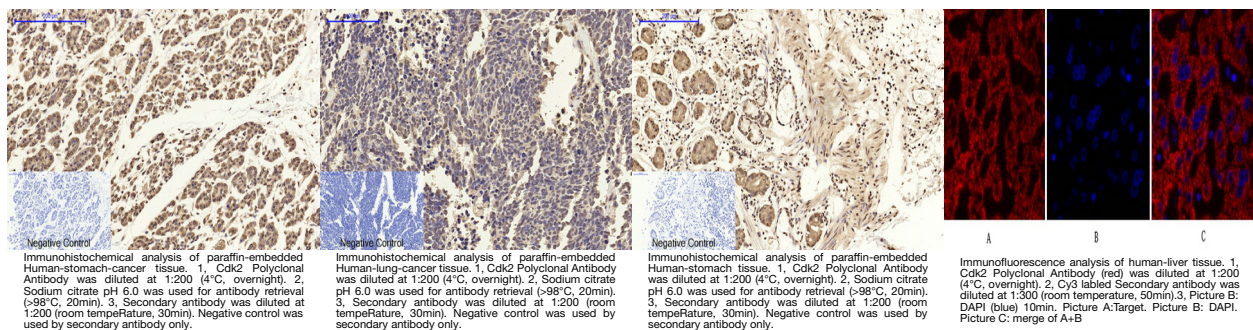 Negative Control
Immunohistochemical analysis of paraffin-embedded
Human-stomach-cancer tissue. 1, Cdk2 Polyclonal
Antibody was diluted at 1:200 (4°C, overnight). 2,
Sodium citrate pH 6.0 was used for antibody retrieval
(>98°C, 20min). 3, Secondary antibody was diluted at
1:200 (room tempeRature, 30min). Negative control was
used by secondary antibody only.
Negative Control
Immunohistochemical analysis of paraffin-embedded
Human-lung-cancer tissue. 1, Cdk2 Polyclonal Antibody
was diluted at 1:200 (4°C, overnight). 2, Sodium citrate
pH 6.0 was used for antibody retrieval (>98°C, 20min).
3, Secondary antibody was diluted at 1:200 (room
tempeRature, 30min). Negative control was used by
secondary antibody only.
Negative Control
Immunohistochemical analysis of paraffin-embedded
Human-stomach tissue. 1, Cdk2 Polyclonal Antibody
was diluted at 1:200 (4°C, overnight). 2, Sodium citrate
pH 6.0 was used for antibody retrieval (>98°C, 20min).
3, Secondary antibody was diluted at 1:200 (room
tempeRature, 30min). Negative control was used by
secondary antibody only.
A B C
Immunofluorescence analysis of human-liver tissue. 1,
Cdk2 Polyclonal Antibody (red) was diluted at 1:200
(4°C, overnight). 2, Cy3 labled Secondary antibody was
diluted at 1:300 (room temperature, 50min).3, Picture B:
DAPI (blue) 10min. Picture A:Target. Picture B: DAPI.
Picture C: merge of A+B